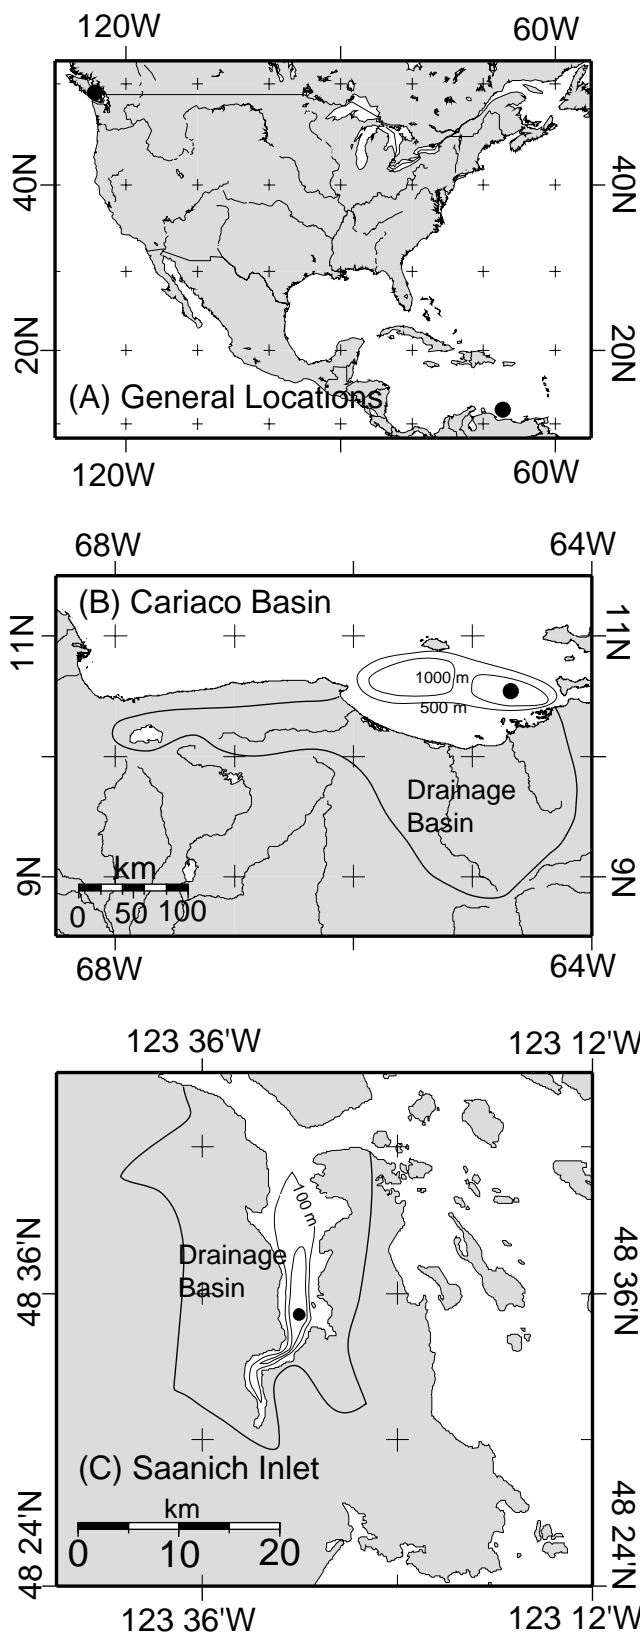 120W 60W
40N 40N
20N 20N
(A) General Locations
120W 60W
68W 64W
(B) Cariaco Basin
11N 11N
1000 m
500 m
Drainage
Basin
km
9N 9N
0 50 100
68W 64W
123 36'W 123 12'W
100 m
Drainage
Basin
48 36'N 48 36'N
(C) Saanich Inlet
km
0 10 20
48 24'N 48 24'N
123 36'W 123 12'W